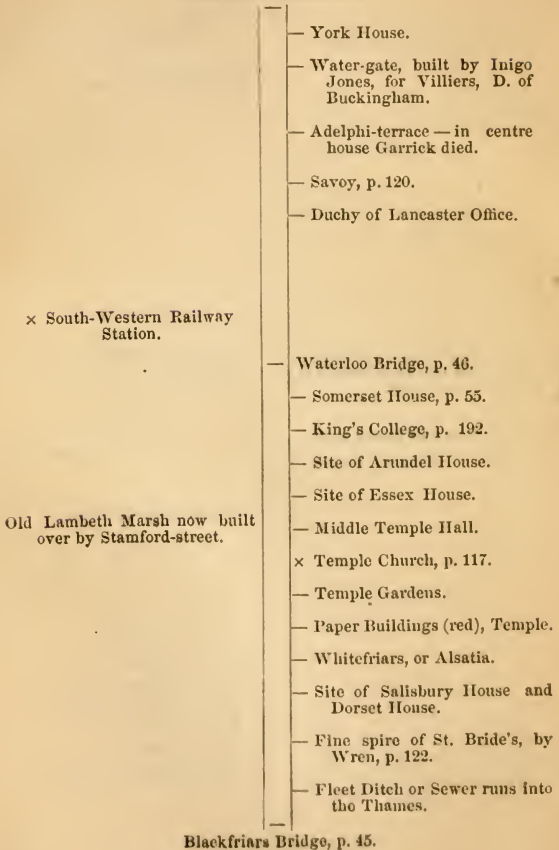 — York House.
— Water-gate, built by Inigo
Jones, for Villiers, D. of
Buckingham.
— Adelphi-terrace — in centre
house Garrick died.
— Savoy, p. 120.
— Duchy of Lancaster Office.
× South-Western Railway
Station.
— Waterloo Bridge, p. 46.
— Somerset House, p. 55.
— King's College, p. 192.
— Site of Arundel House.
— Site of Essex House.
Old Lambeth Marsh now built
over by Stamford-street.
— Middle Temple Hall.
× Temple Church, p. 117.
— Temple Gardens.
— Paper Buildings (red), Temple.
— Whitefriars, or Alsatia.
— Site of Salisbury House and
Dorset House.
— Fine spire of St. Bride's, by
Wren, p. 122.
— Fleet Ditch or Sewer runs into
the Thames.
Blackfriars Bridge, p. 45.